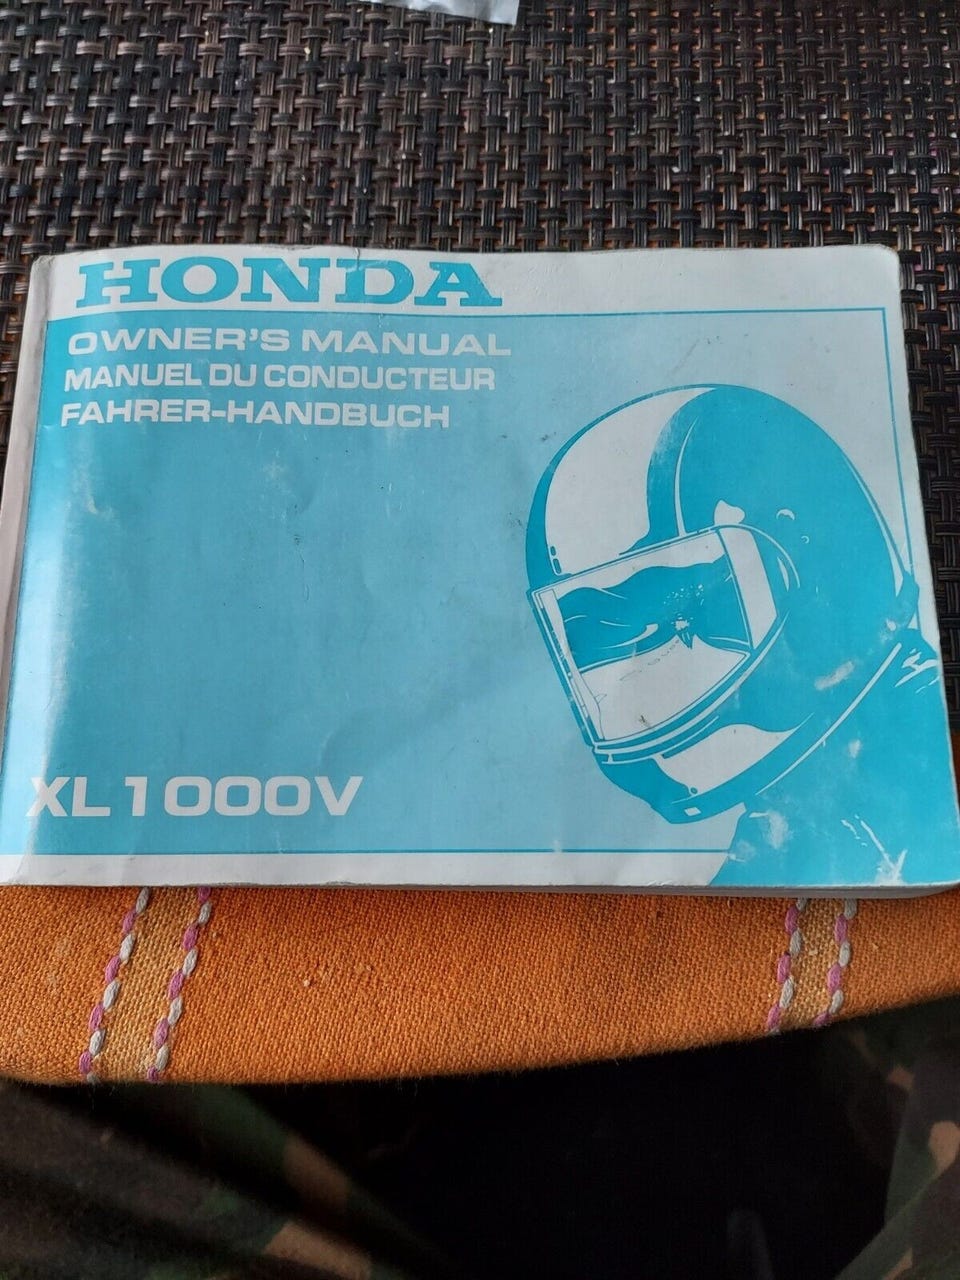 HONDA
OWNER'S MANUAL
MANUEL DU CONDUCTEUR
FAHRER-HANDBUCH
XL1000V